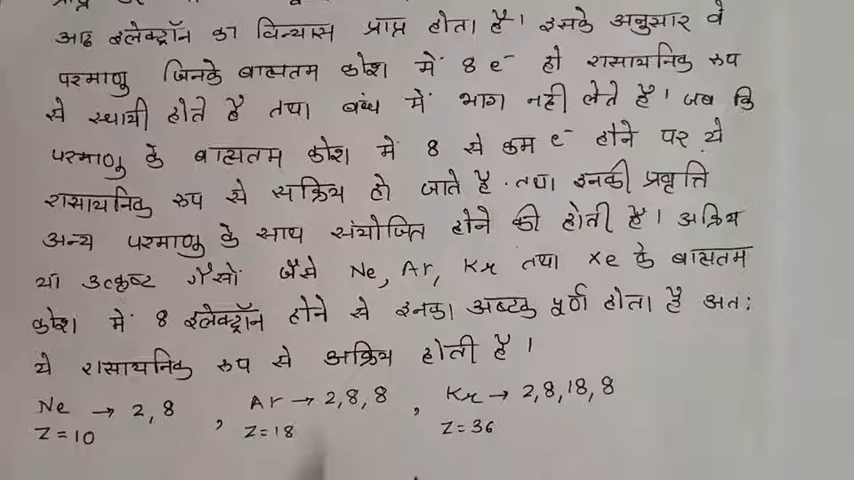 आठ इलेक्ट्रॉन का विन्यास प्राप्त होता है। इसके अनुसार वे
परमाणु जिनके बाह्यतम कोश में 8 e⁻ हो रासायनिक रुप
से स्थायी होते है तथा बंध में भाग नही लेते है। जब कि
परमाणु के बाह्यतम कोश में 8 से कम e⁻ होने पर ये
रासायनिक रुप से सक्रिय हो जाते है. तथा इनकी प्रवृत्ति
अन्य परमाणु के साथ संयोजित होने की होती है। अक्रिय
या उत्कृष्ट गैसों जैसे Ne, Ar, Kr तथा Xe के बाह्यतम
कोश में 8 इलेक्ट्रॉन होने से इनका अष्टक पूर्ण होता है अत:
ये रासायनिक रुप से अक्रिय होती है।
Ne → 2, 8 , Ar → 2, 8, 8 , Kr → 2, 8, 18, 8
Z = 10 Z = 18 Z = 36